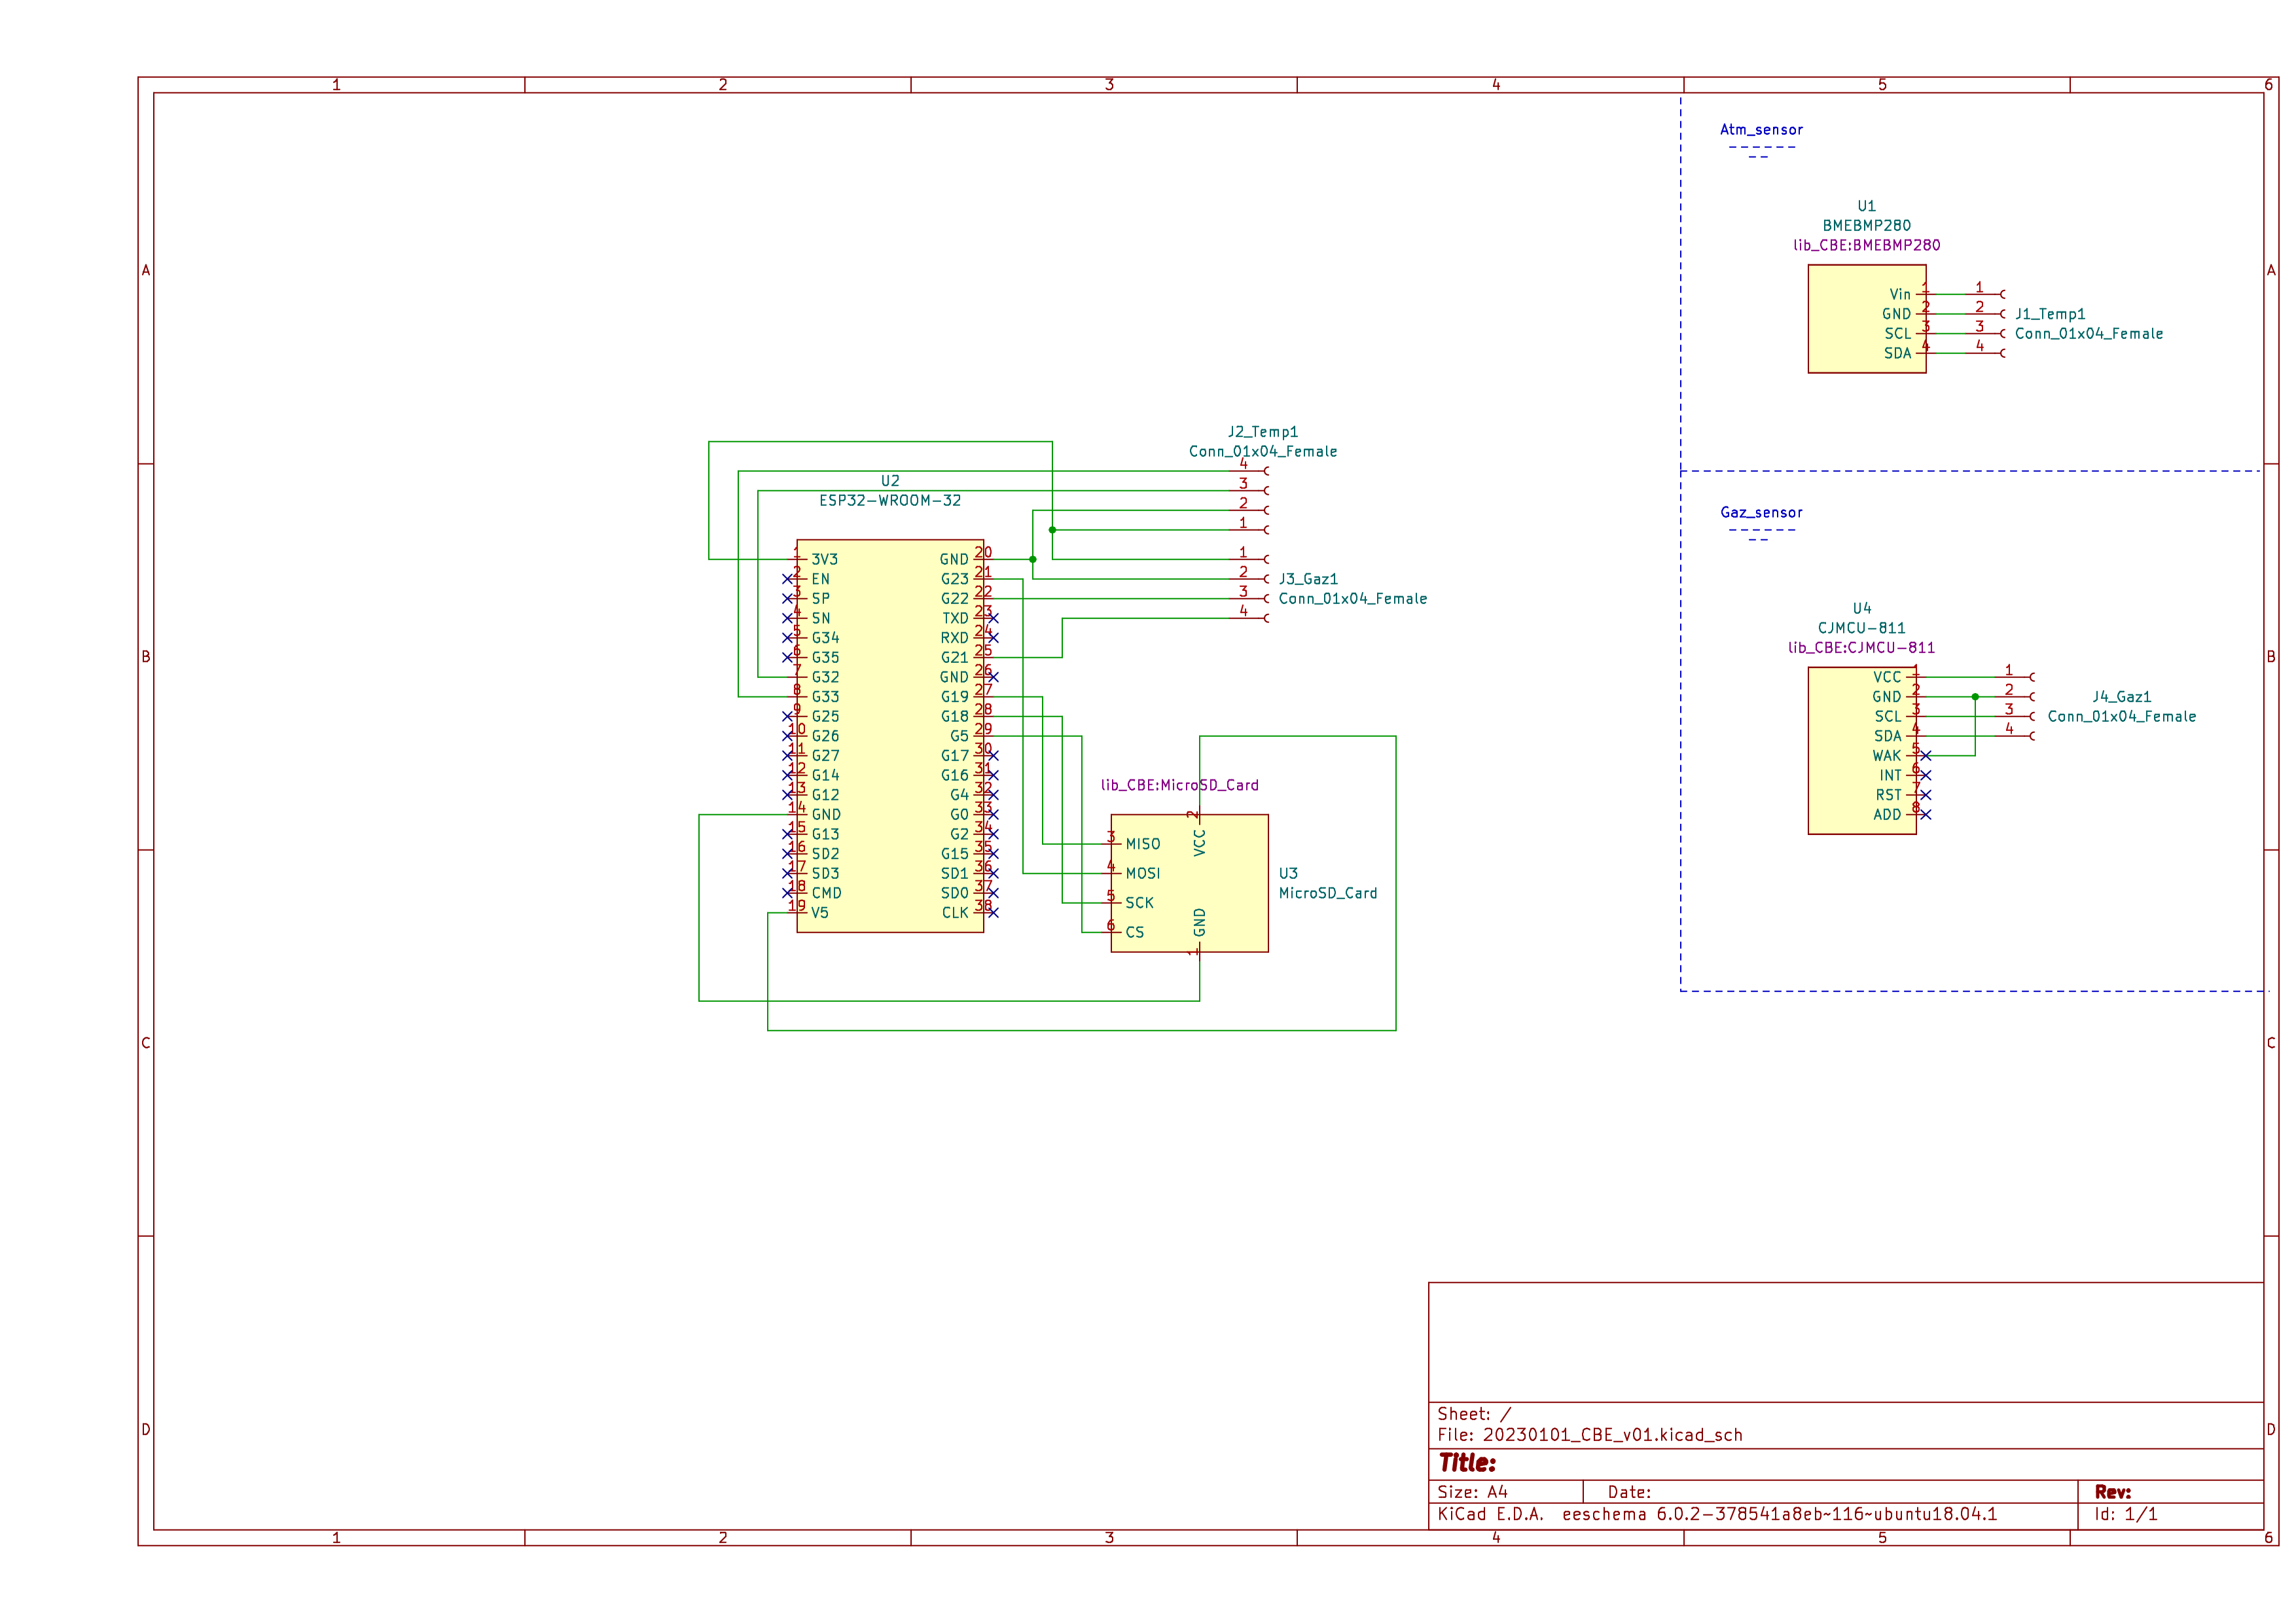 1 2 3 4 5 6
A
B
C
D
Atm_sensor
U1
BMEBMP280
lib_CBE:BMEBMP280
Vin 1 1
GND 2 2
SCL 3 3
SDA 4 4
J1_Temp1
Conn_01x04_Female
J2_Temp1
Conn_01x04_Female
4
3
2
1
1
2
3
4
J3_Gaz1
Conn_01x04_Female
U2
ESP32-WROOM-32
1 3V3
2 EN
3 SP
4 SN
5 G34
6 G35
7 G32
8 G33
9 G25
10 G26
11 G27
12 G14
13 G12
14 GND
15 G13
16 SD2
17 SD3
18 CMD
19 V5
GND 20
G23 21
G22 22
TXD 23
RXD 24
G21 25
GND 26
G19 27
G18 28
G5 29
G17 30
G16 31
G4 32
G0 33
G2 34
G15 35
SD1 36
SD0 37
CLK 38
lib_CBE:MicroSD_Card
2 VCC
3 MISO
4 MOSI
5 SCK
6 CS
1 GND
U3
MicroSD_Card
Gaz_sensor
U4
CJMCU-811
lib_CBE:CJMCU-811
VCC 1 1
GND 2 2
SCL 3 3
SDA 4 4
WAK 5
INT 6
RST 7
ADD 8
J4_Gaz1
Conn_01x04_Female
A
B
C
D
Sheet: /
File: 20230101_CBE_v01.kicad_sch
Title:
Size: A4 Date: Rev:
KiCad E.D.A. eeschema 6.0.2-378541a8eb~116~ubuntu18.04.1 Id: 1/1
1 2 3 4 5 6